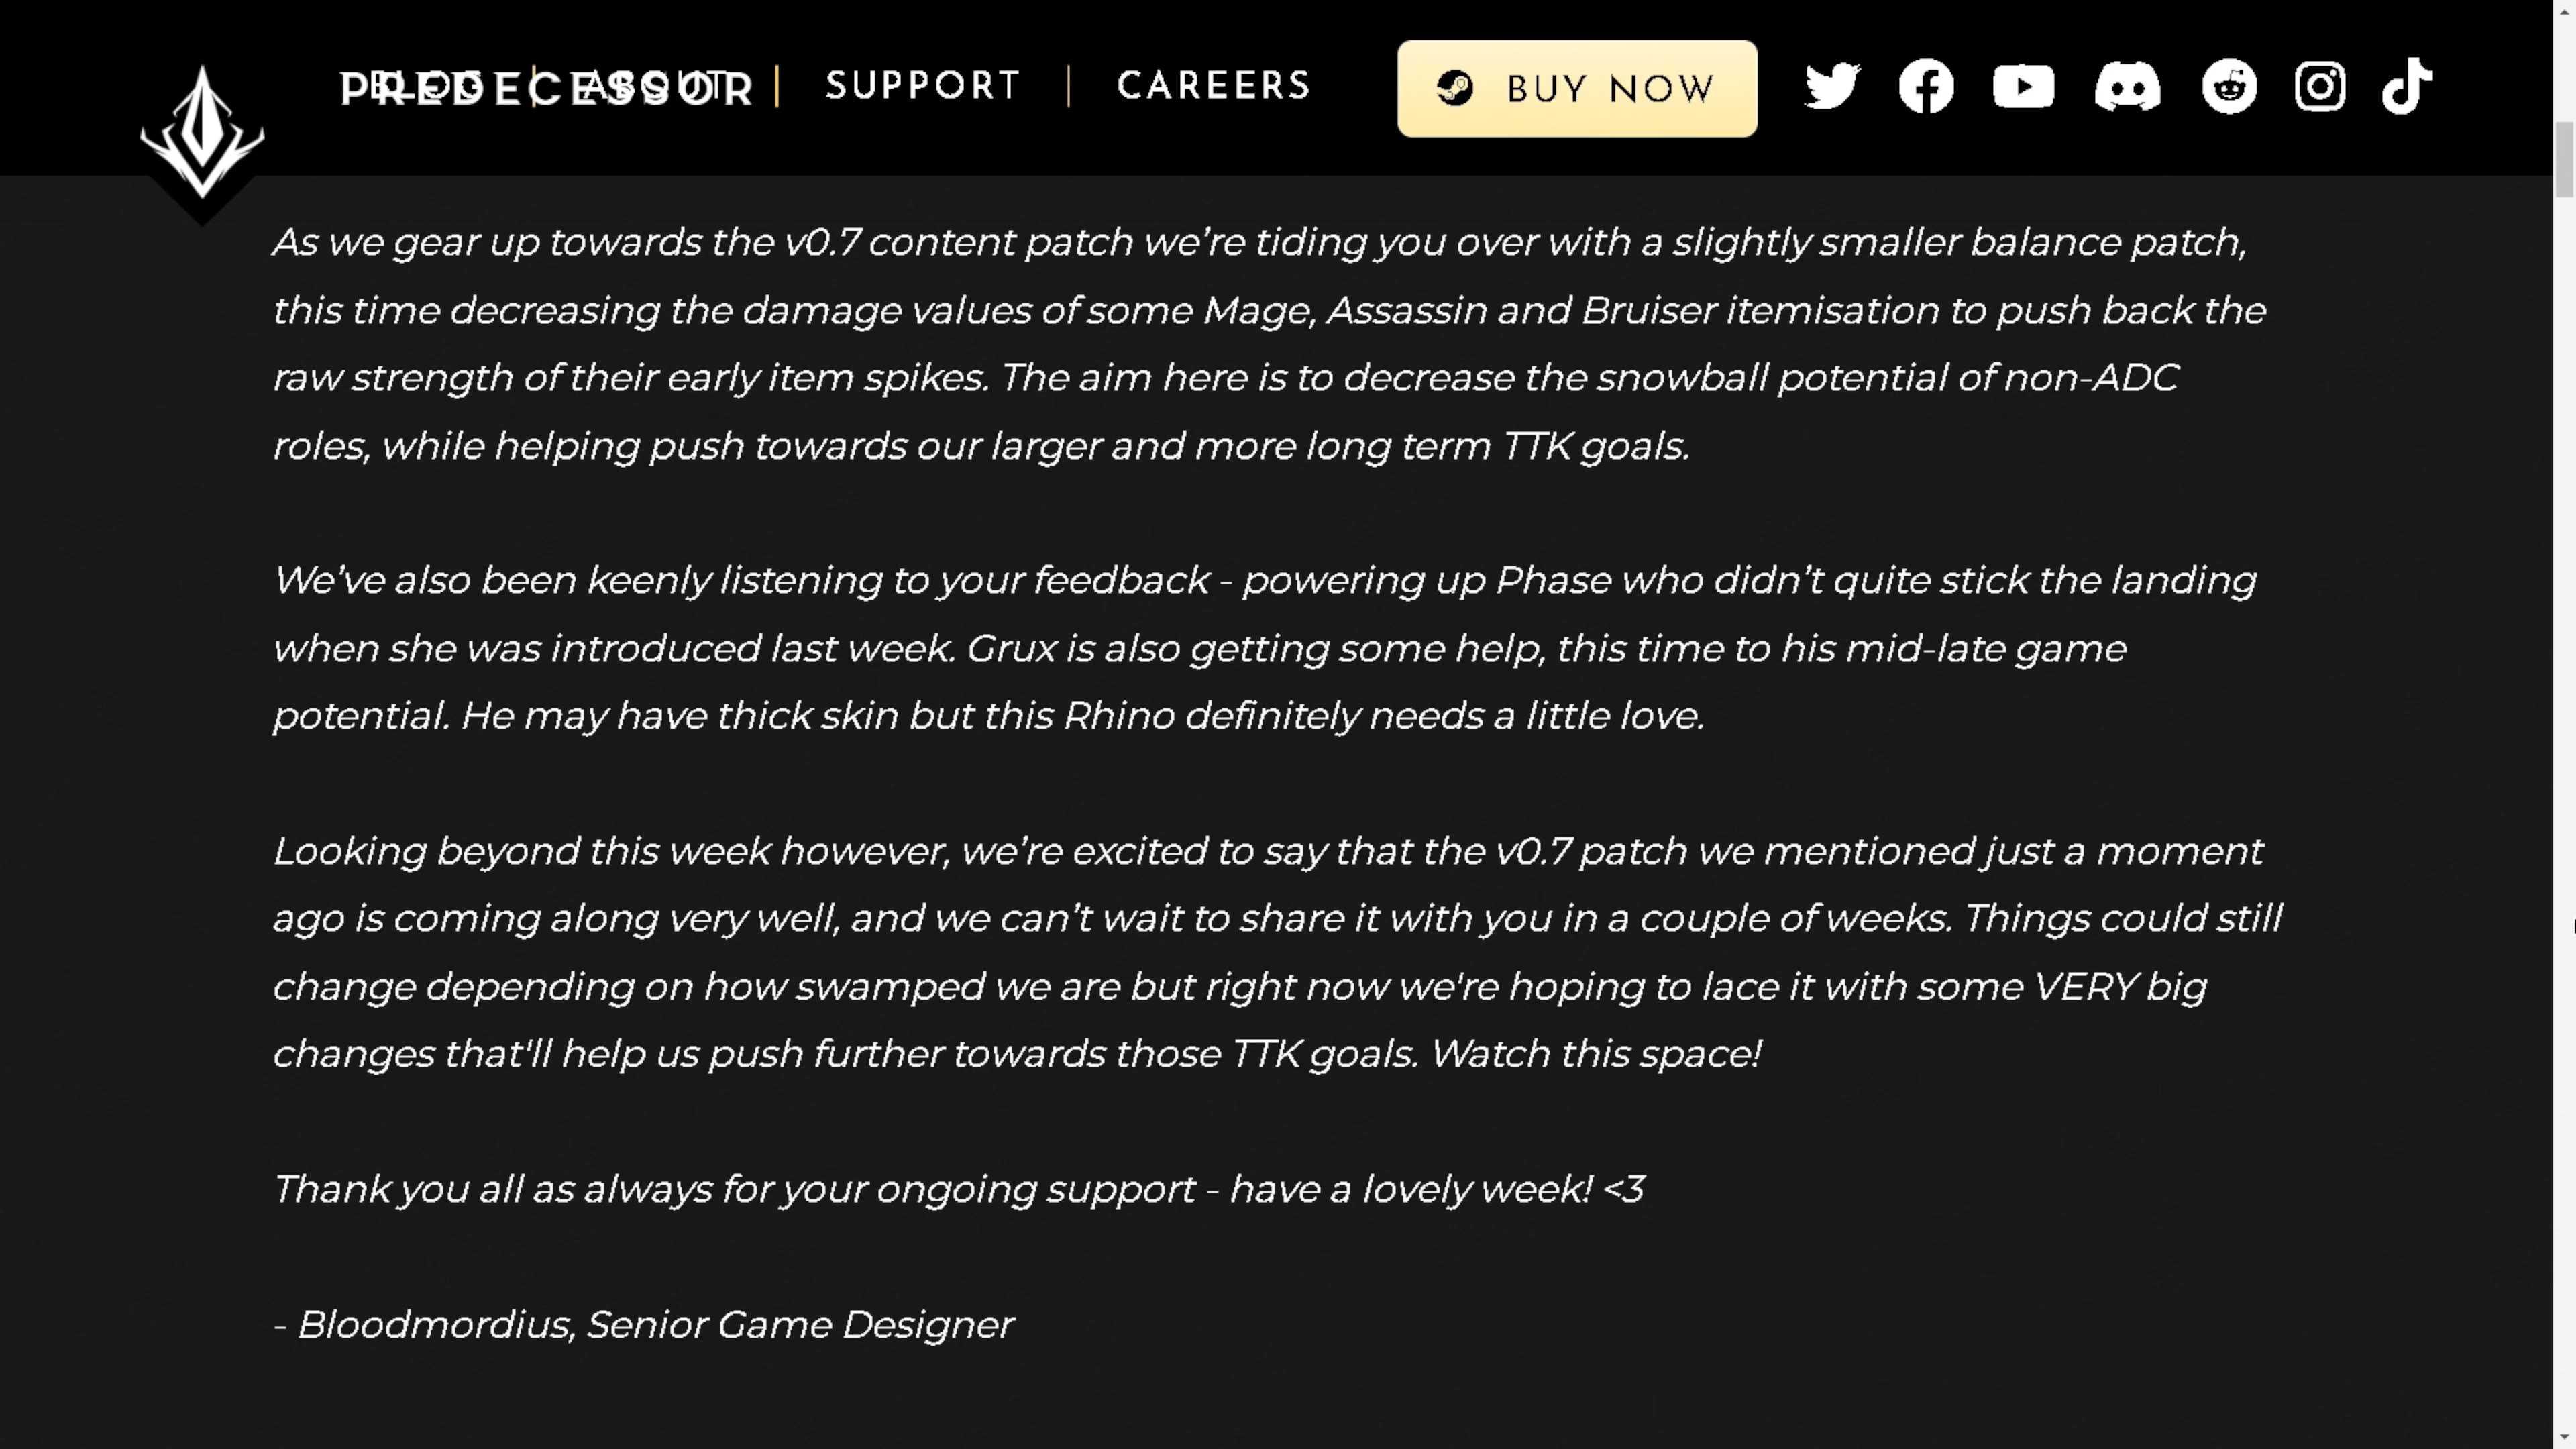 PREDECESSOR
BLOG | ABOUT | SUPPORT | CAREERS
BUY NOW
As we gear up towards the v0.7 content patch we’re tiding you over with a slightly smaller balance patch,
this time decreasing the damage values of some Mage, Assassin and Bruiser itemisation to push back the
raw strength of their early item spikes. The aim here is to decrease the snowball potential of non-ADC
roles, while helping push towards our larger and more long term TTK goals.
We’ve also been keenly listening to your feedback - powering up Phase who didn’t quite stick the landing
when she was introduced last week. Grux is also getting some help, this time to his mid-late game
potential. He may have thick skin but this Rhino definitely needs a little love.
Looking beyond this week however, we’re excited to say that the v0.7 patch we mentioned just a moment
ago is coming along very well, and we can’t wait to share it with you in a couple of weeks. Things could still
change depending on how swamped we are but right now we're hoping to lace it with some VERY big
changes that'll help us push further towards those TTK goals. Watch this space!
Thank you all as always for your ongoing support - have a lovely week! <3
- Bloodmordius, Senior Game Designer